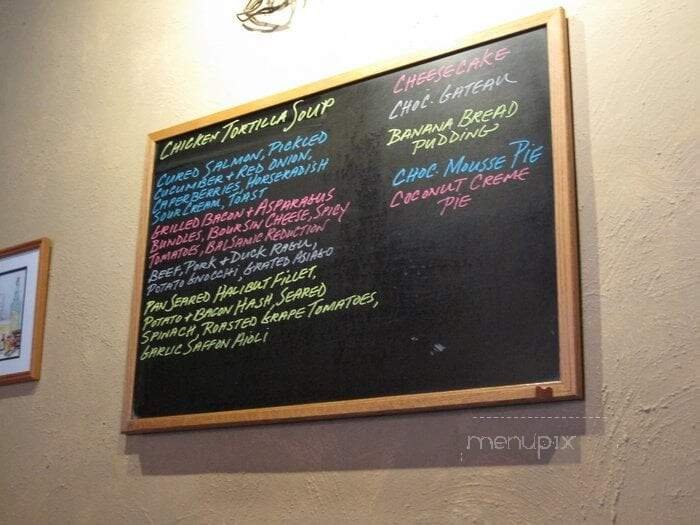 CHICKEN TORTILLA SOUP
CURED SALMON, PICKLED
CUCUMBER + RED ONION,
CAPERBERRIES, HORSERADISH
SOUR CREAM, TOAST
GRILLED BACON + ASPARAGUS
BUNDLES, BOURSIN CHEESE, SPICY
TOMATOES, BALSAMIC REDUCTION
BEEF, PORK + DUCK RAGU,
POTATO GNOCCHI, GRATED ASIAGO
PAN SEARED HALIBUT FILLET,
POTATO + BACON HASH, SEARED
SPINACH, ROASTED GRAPE TOMATOES,
GARLIC SAFFON AIOLI
CHEESECAKE
CHOC. GATEAU
BANANA BREAD
PUDDING
CHOC. MOUSSE PIE
COCONUT CREME
PIE
menupix